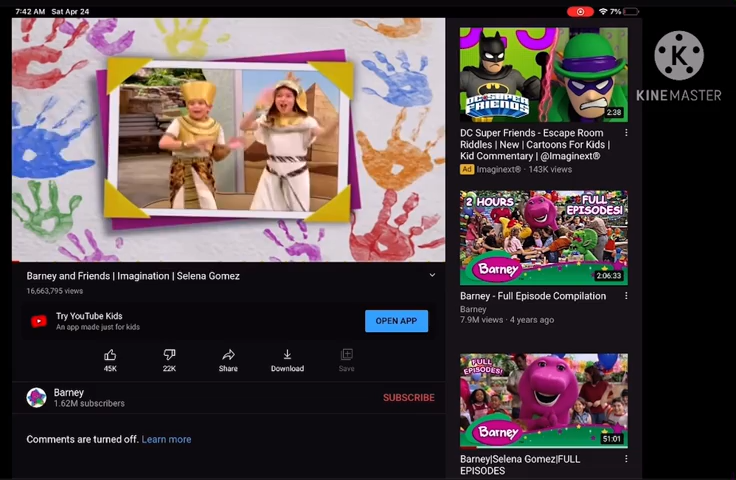 7:42 AM Sat Apr 24
7%
Barney and Friends | Imagination | Selena Gomez
16,663,795 views
Try YouTube Kids
An app made just for kids
OPEN APP
45K
22K
Share
Download
Save
Barney
1.62M subscribers
SUBSCRIBE
Comments are turned off. Learn more
DC SUPER
FRIENDS
2:38
DC Super Friends - Escape Room
Riddles | New | Cartoons For Kids |
Kid Commentary | @Imaginext®
Ad Imaginext® · 143K views
2 HOURS
FULL
EPISODES!
Barney
2:06:33
Barney - Full Episode Compilation
Barney
7.9M views · 4 years ago
FULL
EPISODES!
Barney
51:01
Barney|Selena Gomez|FULL
EPISODES
K
KINEMASTER